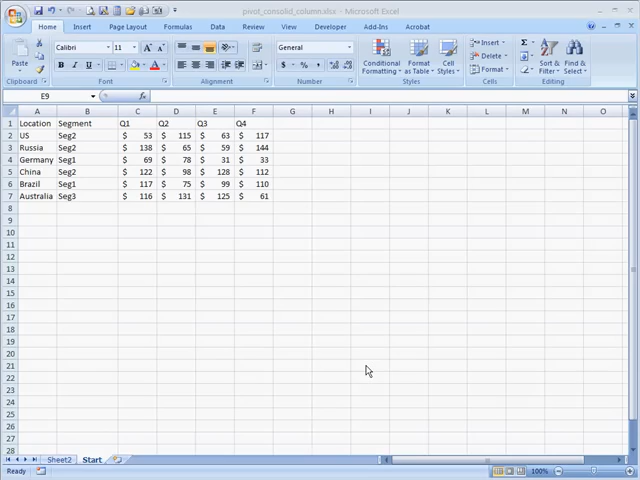 pivot_consolid_column.xlsx - Microsoft Excel
Home Insert Page Layout Formulas Data Review View Developer Add-Ins Acrobat
Calibri 11 General Insert
Paste B I U $ % , Conditional Formatting Format as Table Cell Styles Delete Format Sort & Filter Find & Select
Clipboard Font Alignment Number Styles Cells Editing
E9 fx
A B C D E F G H I J K L M N O
1 Location Segment Q1 Q2 Q3 Q4
2 US Seg2 $ 53 $ 115 $ 63 $ 117
3 Russia Seg2 $ 138 $ 65 $ 59 $ 144
4 Germany Seg1 $ 69 $ 78 $ 31 $ 33
5 China Seg2 $ 122 $ 98 $ 128 $ 112
6 Brazil Seg1 $ 117 $ 75 $ 99 $ 110
7 Australia Seg3 $ 116 $ 131 $ 125 $ 61
8
9
10
11
12
13
14
15
16
17
18
19
20
21
22
23
24
25
26
27
28
Sheet2 Start
Ready 100%